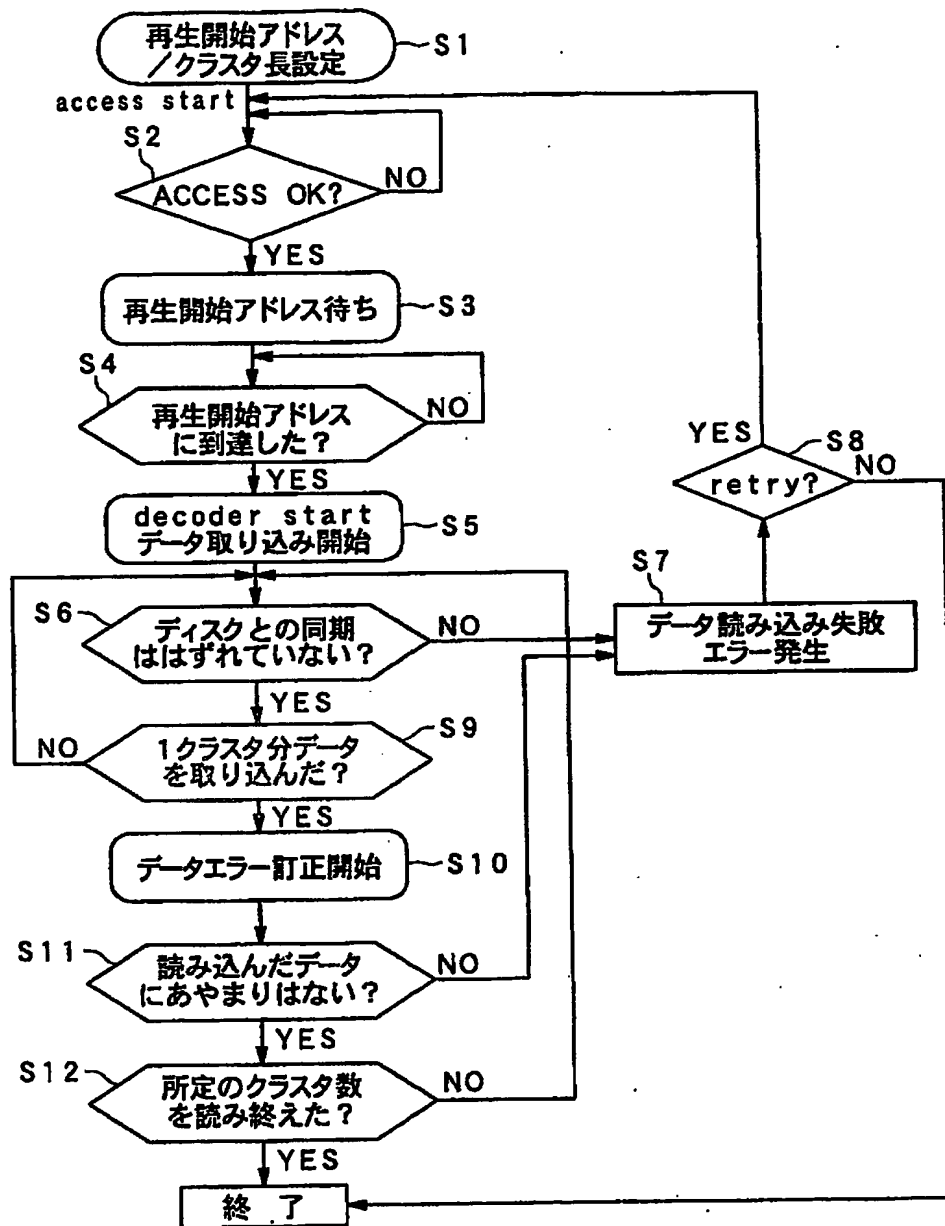 再生開始アドレス
／クラスタ長設定
S1
access start
S2
ACCESS OK?
NO
YES
再生開始アドレス待ち
S3
S4
再生開始アドレス
に到達した？
NO
YES
decoder start
データ取り込み開始
S5
S6
ディスクとの同期
ははずれていない？
NO
YES
S7
データ読み込み失敗
エラー発生
YES
S8
retry?
NO
S9
1クラスタ分データ
を取り込んだ？
NO
YES
データエラー訂正開始
S10
S11
読み込んだデータ
にあやまりはない？
NO
YES
S12
所定のクラスタ数
を読み終えた？
NO
YES
終了